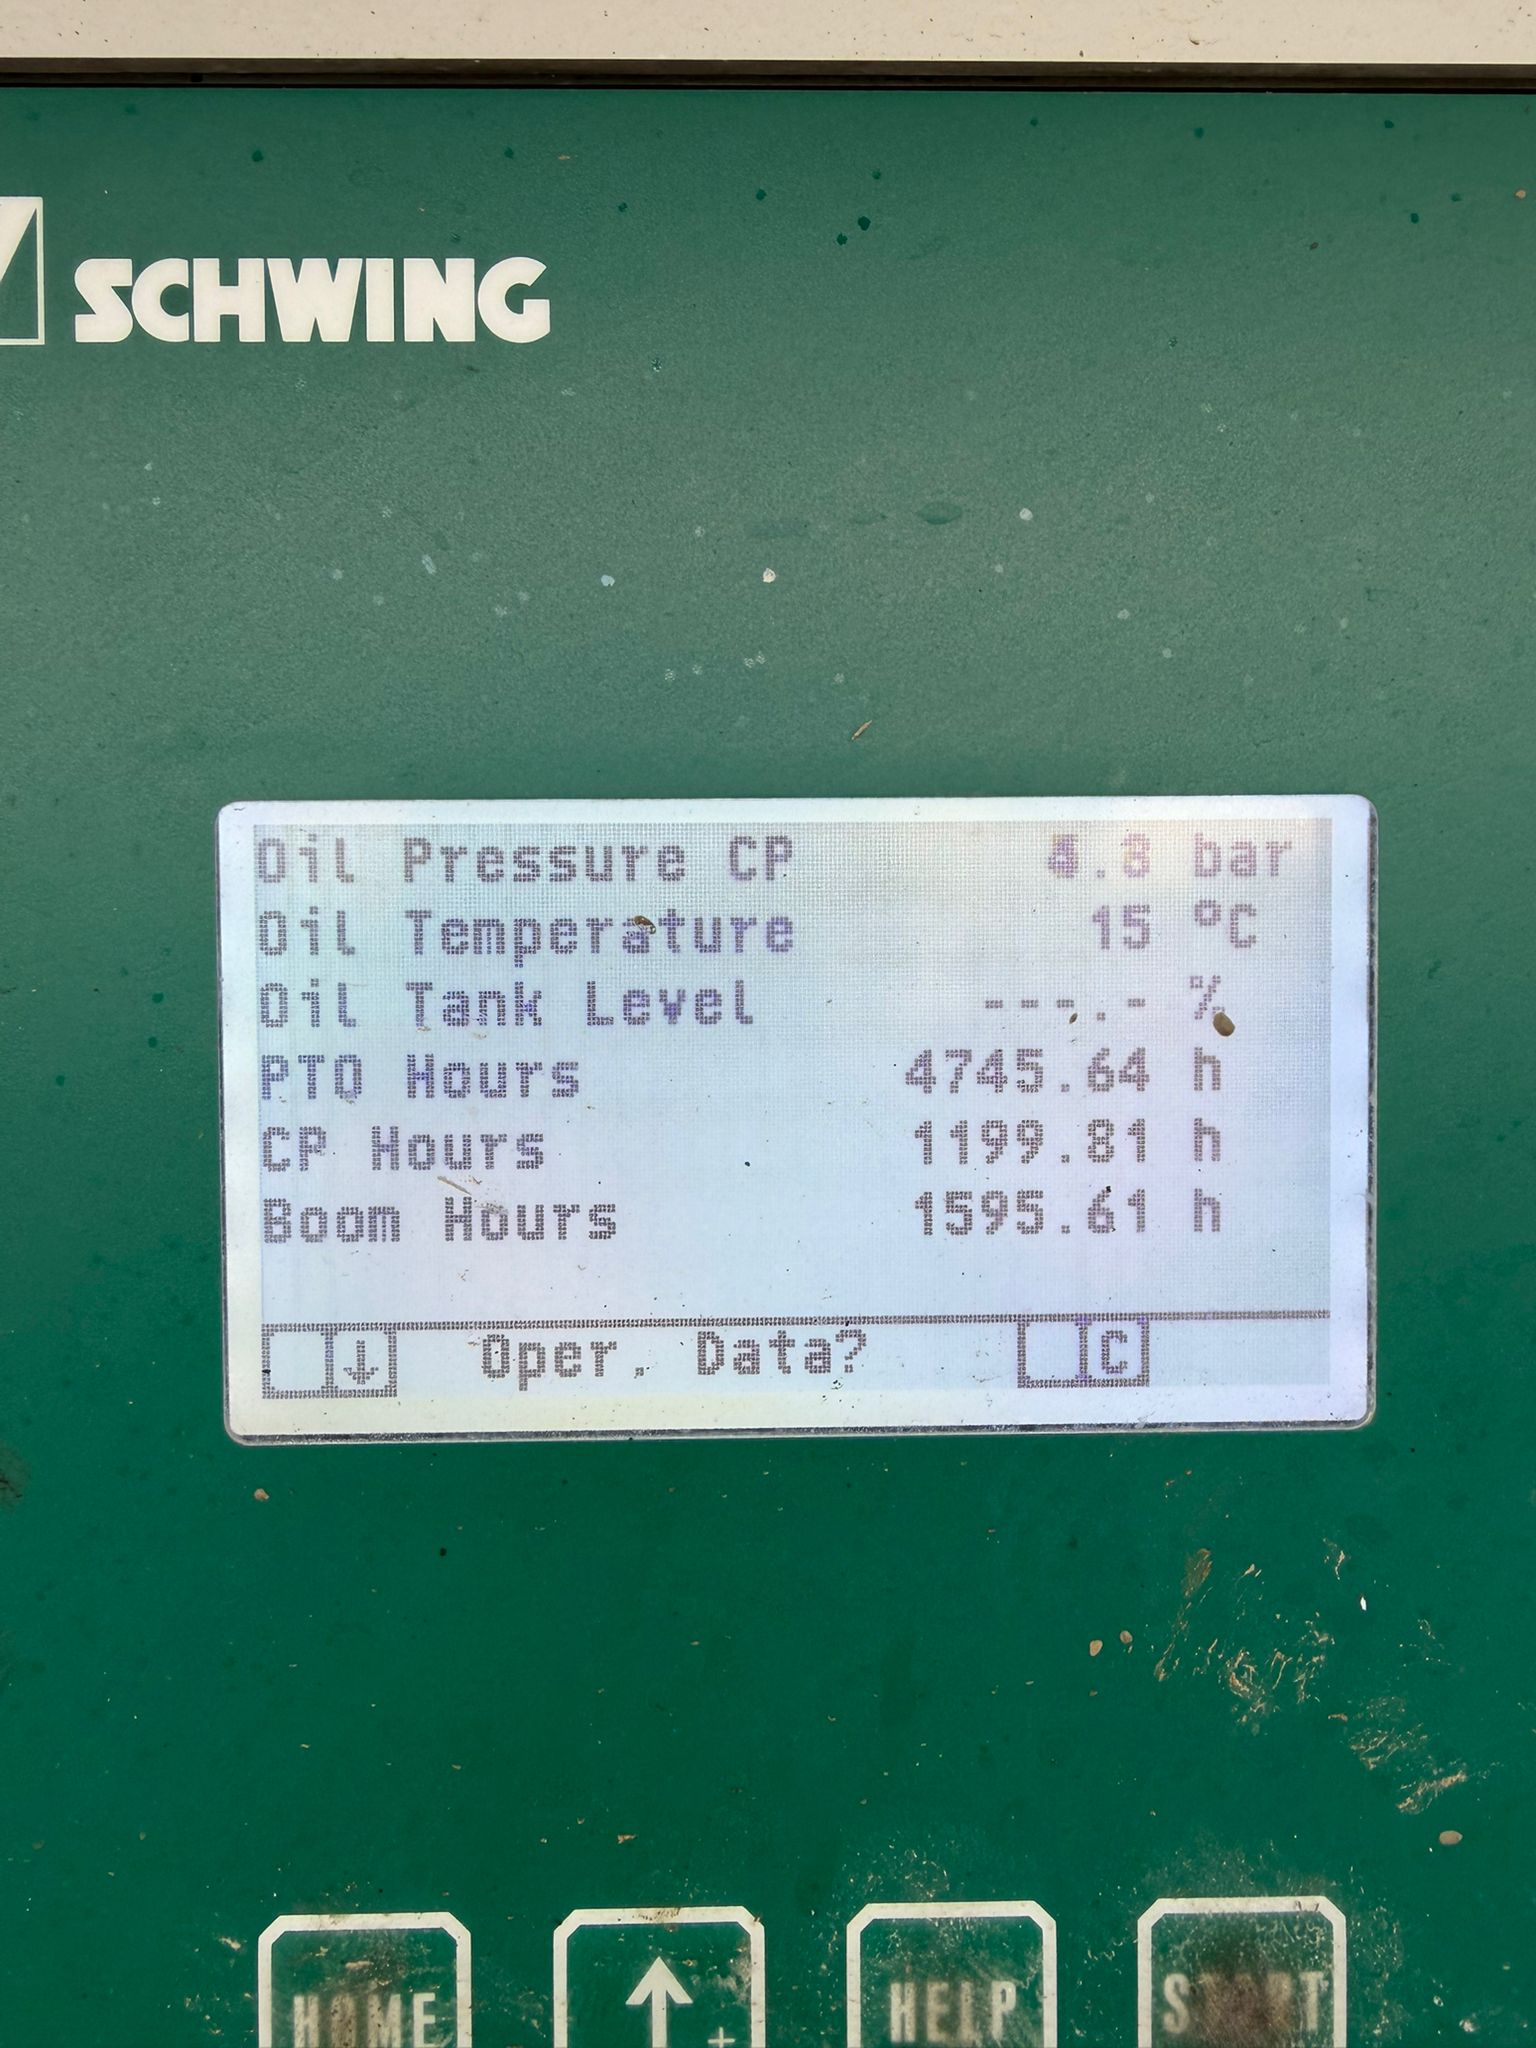 SCHWING
Oil Pressure CP 4.8 bar
Oil Temperature 15 °C
Oil Tank Level ---.- %
PTO Hours 4745.64 h
CP Hours 1199.81 h
Boom Hours 1595.61 h
↓ Oper. Data? C
HOME ↑ + HELP START